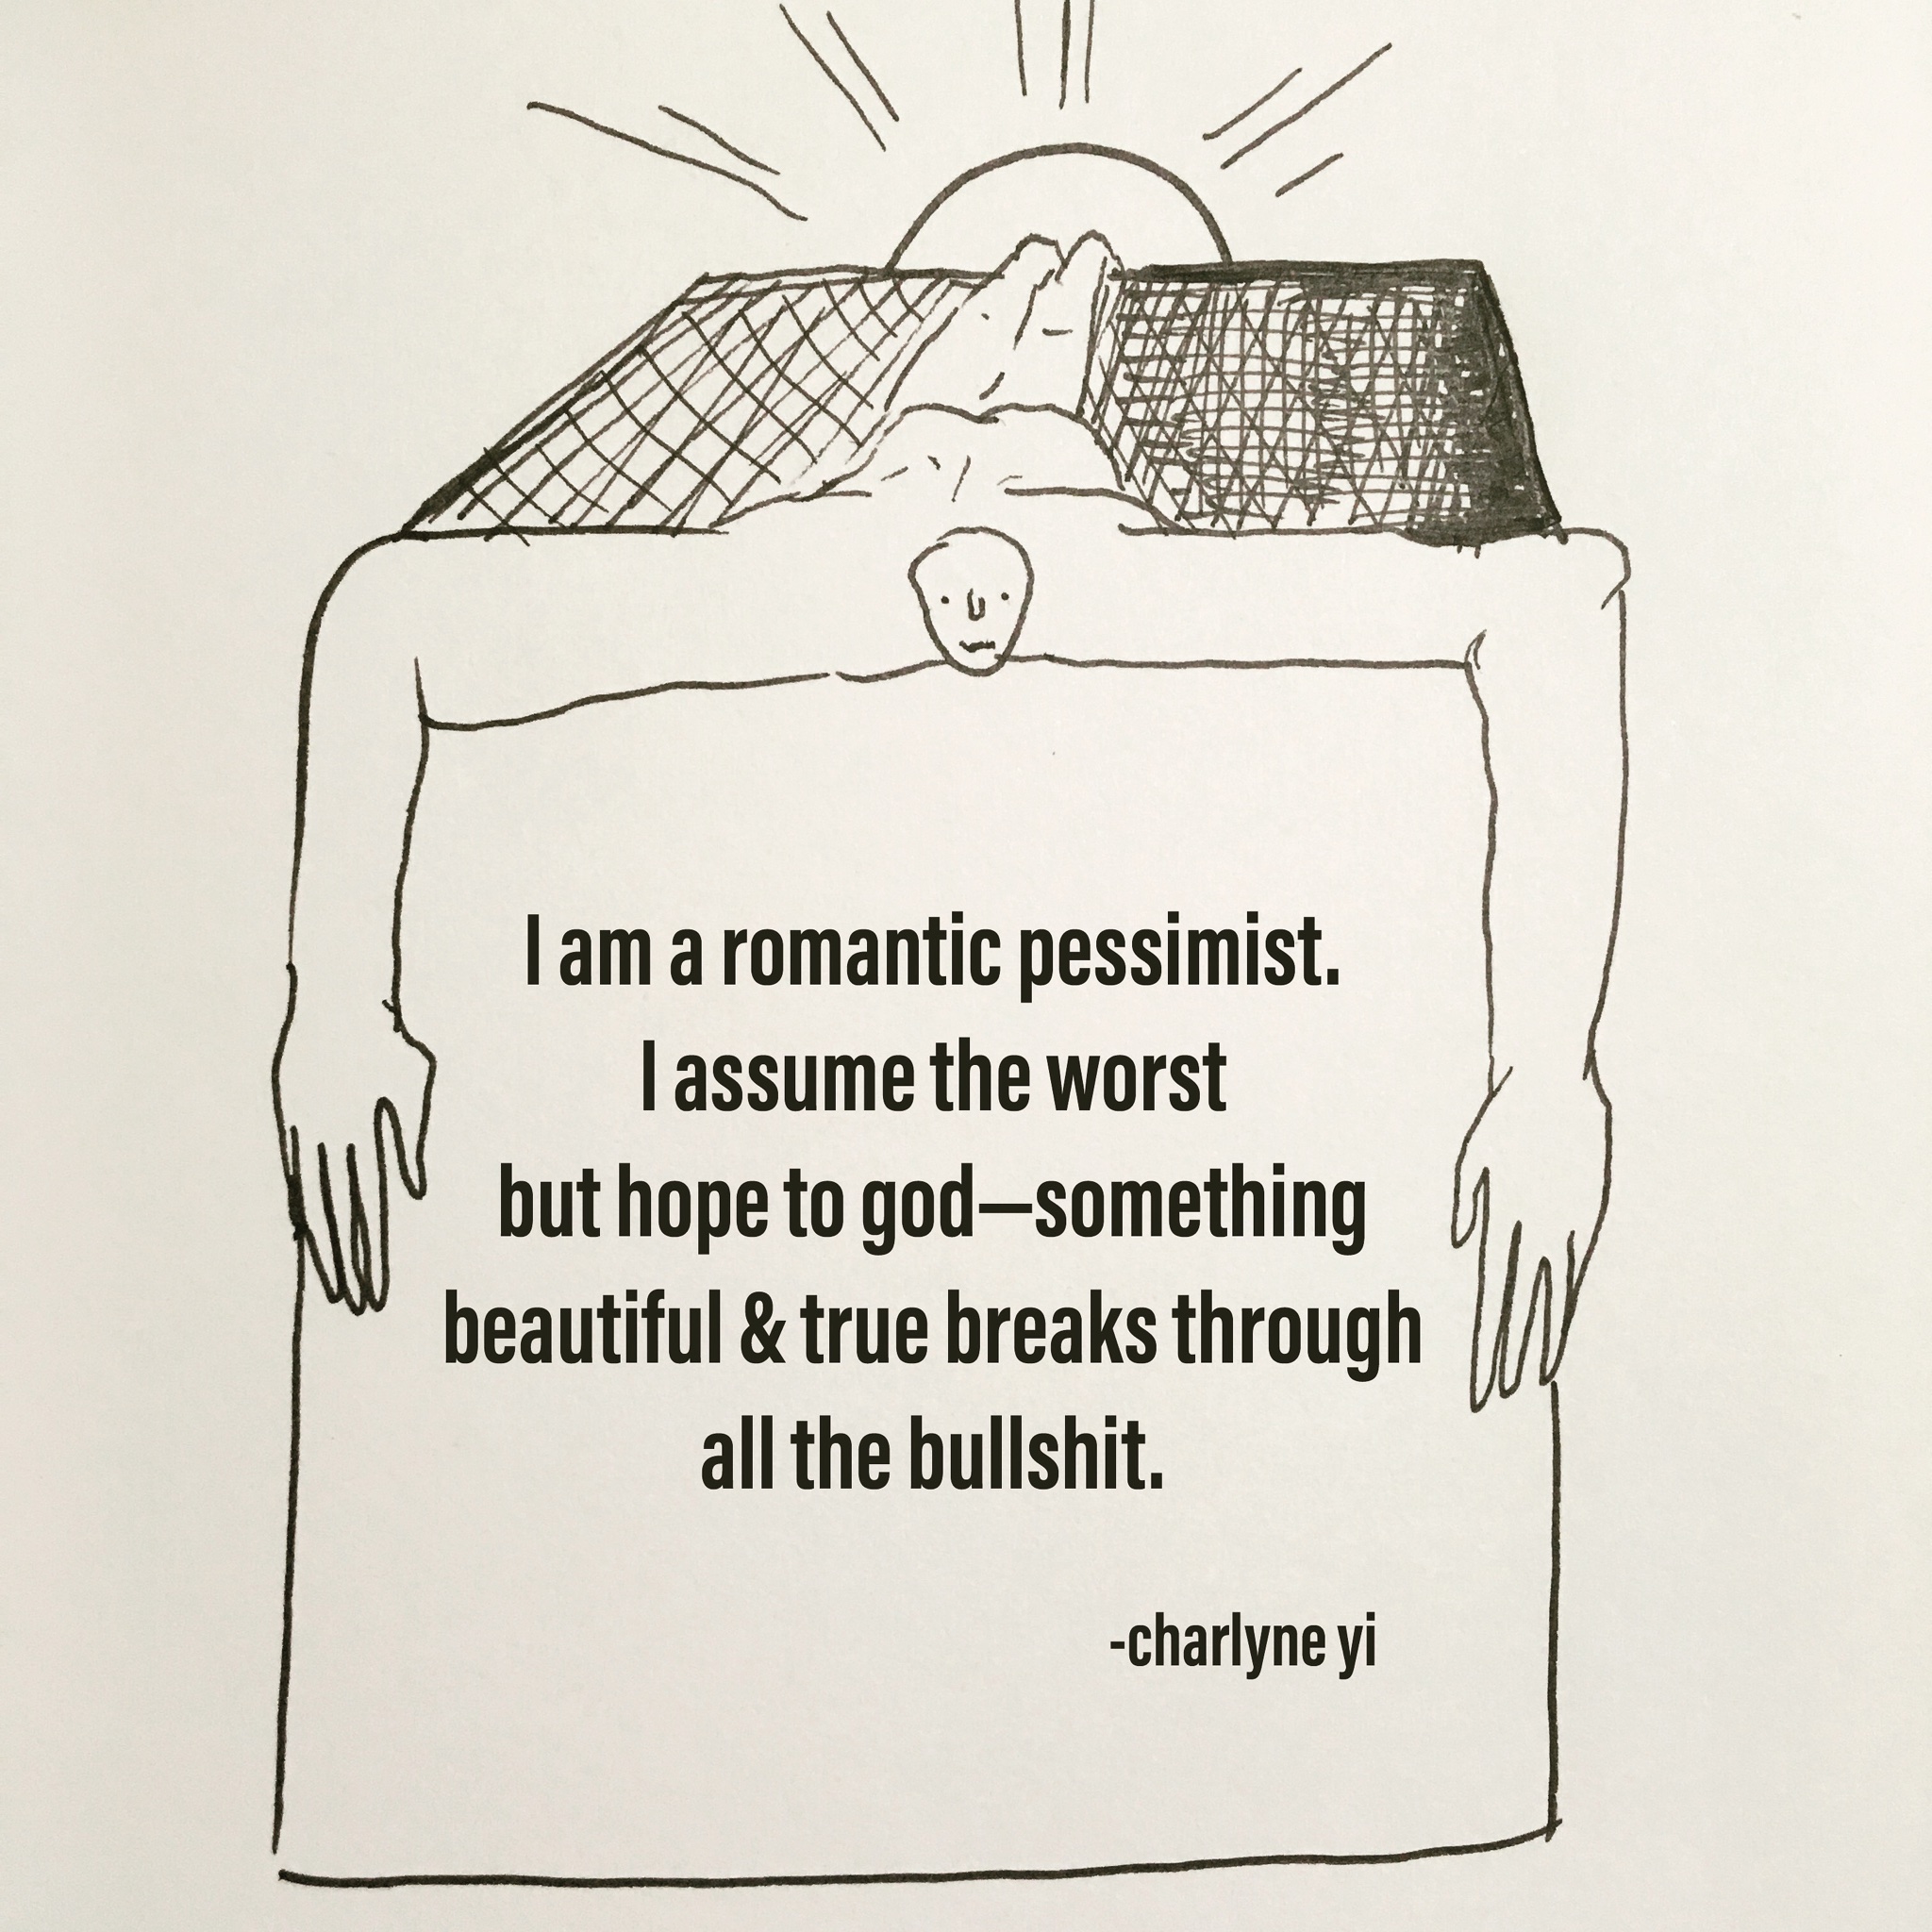 I am a romantic pessimist.
I assume the worst
but hope to god—something
beautiful & true breaks through
all the bullshit.
-charlyne yi